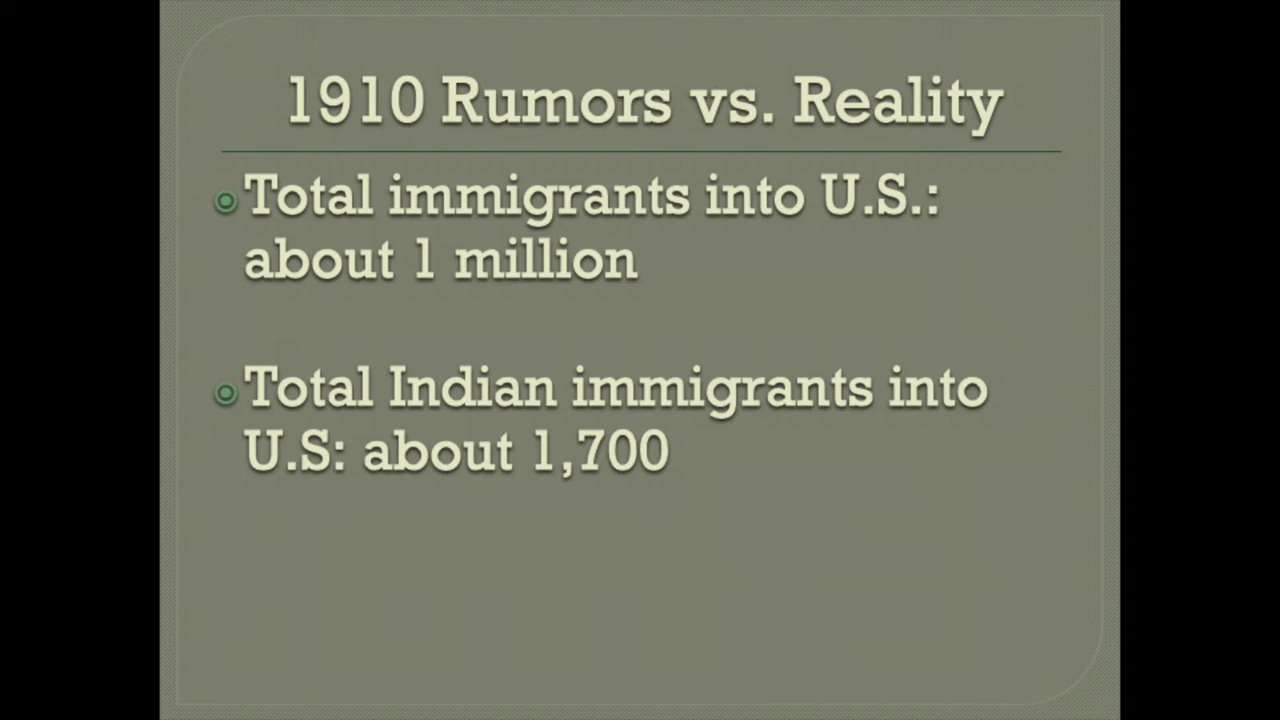 1910 Rumors vs. Reality
Total immigrants into U.S.:
about 1 million
Total Indian immigrants into
U.S: about 1,700